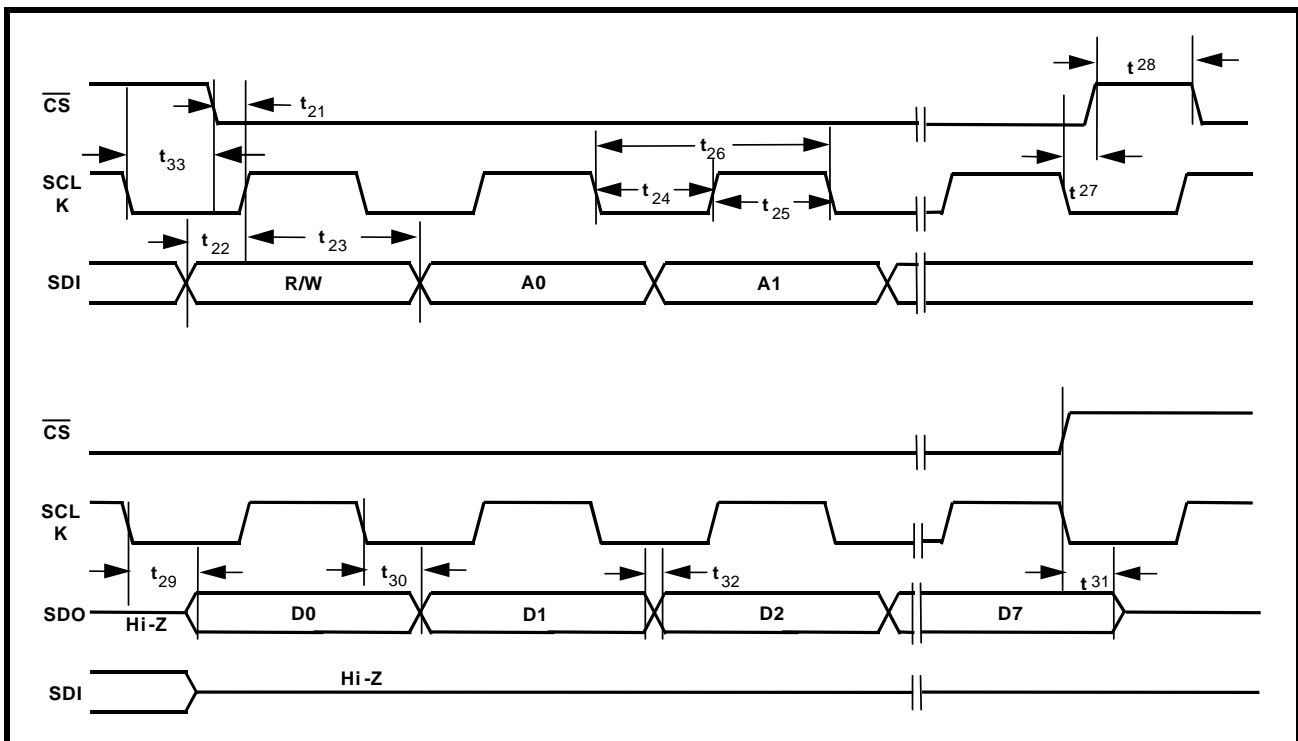 t28
CS
t21
t26
t33
SCL
K
t24
t25
t27
t22
t23
SDI
R/W
A0
A1
CS
SCL
K
t29
t30
t32
t31
SDO
Hi-Z
D0
D1
D2
D7
SDI
Hi-Z